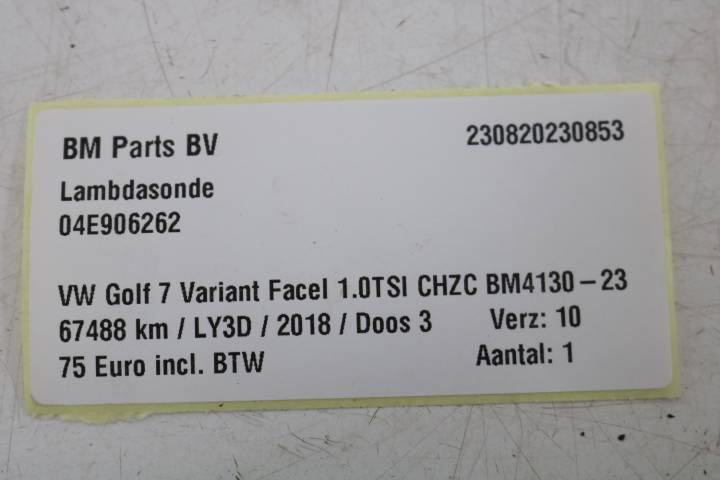 BM Parts BV 230820230853
Lambdasonde
04E906262
VW Golf 7 Variant Facel 1.0TSI CHZC BM4130-23
67488 km / LY3D / 2018 / Doos 3 Verz: 10
75 Euro incl. BTW Aantal: 1